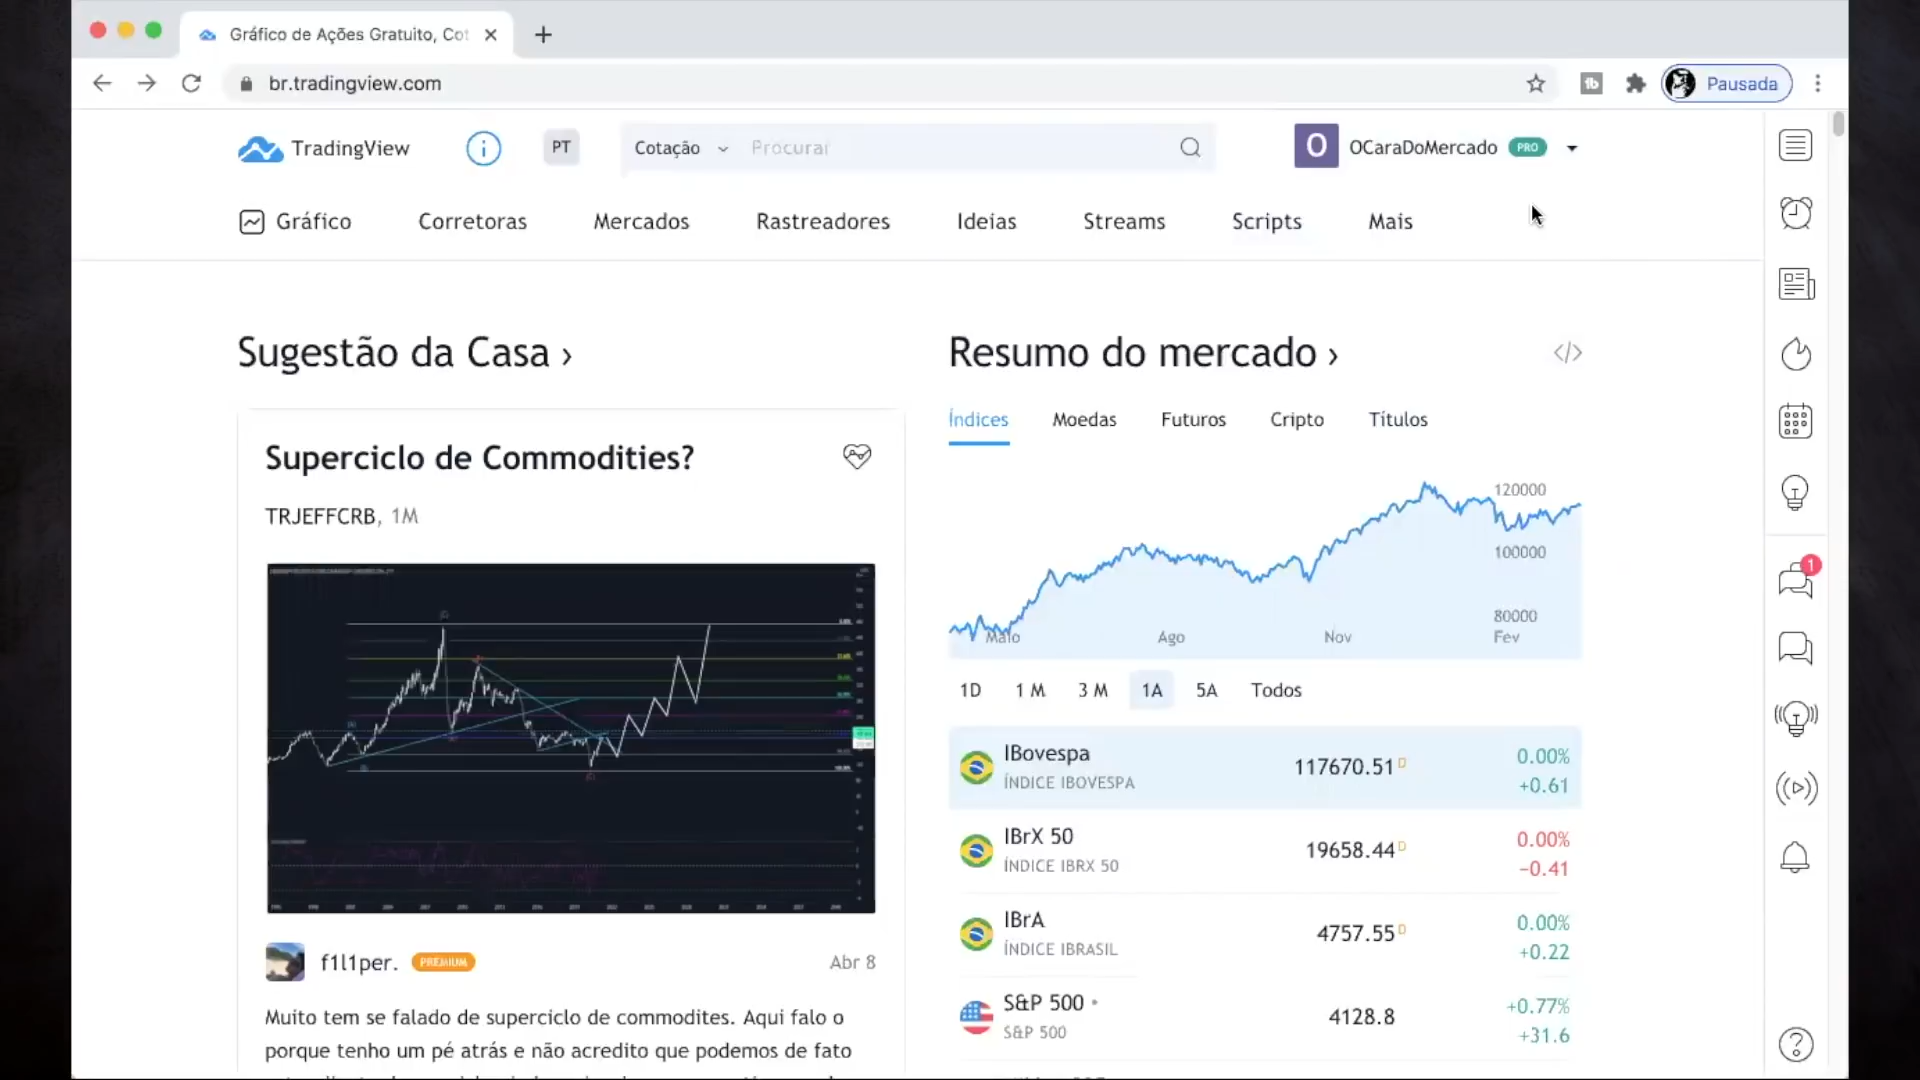 Gráfico de Ações Gratuito, Cot
br.tradingview.com
Pausada
TradingView
PT
Cotação
Procurar
O
OCaraDoMercado
PRO
Gráfico
Corretoras
Mercados
Rastreadores
Ideias
Streams
Scripts
Mais
Sugestão da Casa ›
Superciclo de Commodities?
TRJEFFCRB, 1M
f1l1per.
PREMIUM
Abr 8
Muito tem se falado de superciclo de commodites. Aqui falo o
porque tenho um pé atrás e não acredito que podemos de fato
Resumo do mercado ›
</>
Índices
Moedas
Futuros
Cripto
Títulos
120000
100000
80000
Maio
Ago
Nov
Fev
1D
1 M
3 M
1A
5A
Todos
IBovespa
ÍNDICE IBOVESPA
117670.51 D
0.00%
+0.61
IBrX 50
ÍNDICE IBRX 50
19658.44 D
0.00%
−0.41
IBrA
ÍNDICE IBRASIL
4757.55 D
0.00%
+0.22
S&P 500
S&P 500
4128.8
+0.77%
+31.6
1